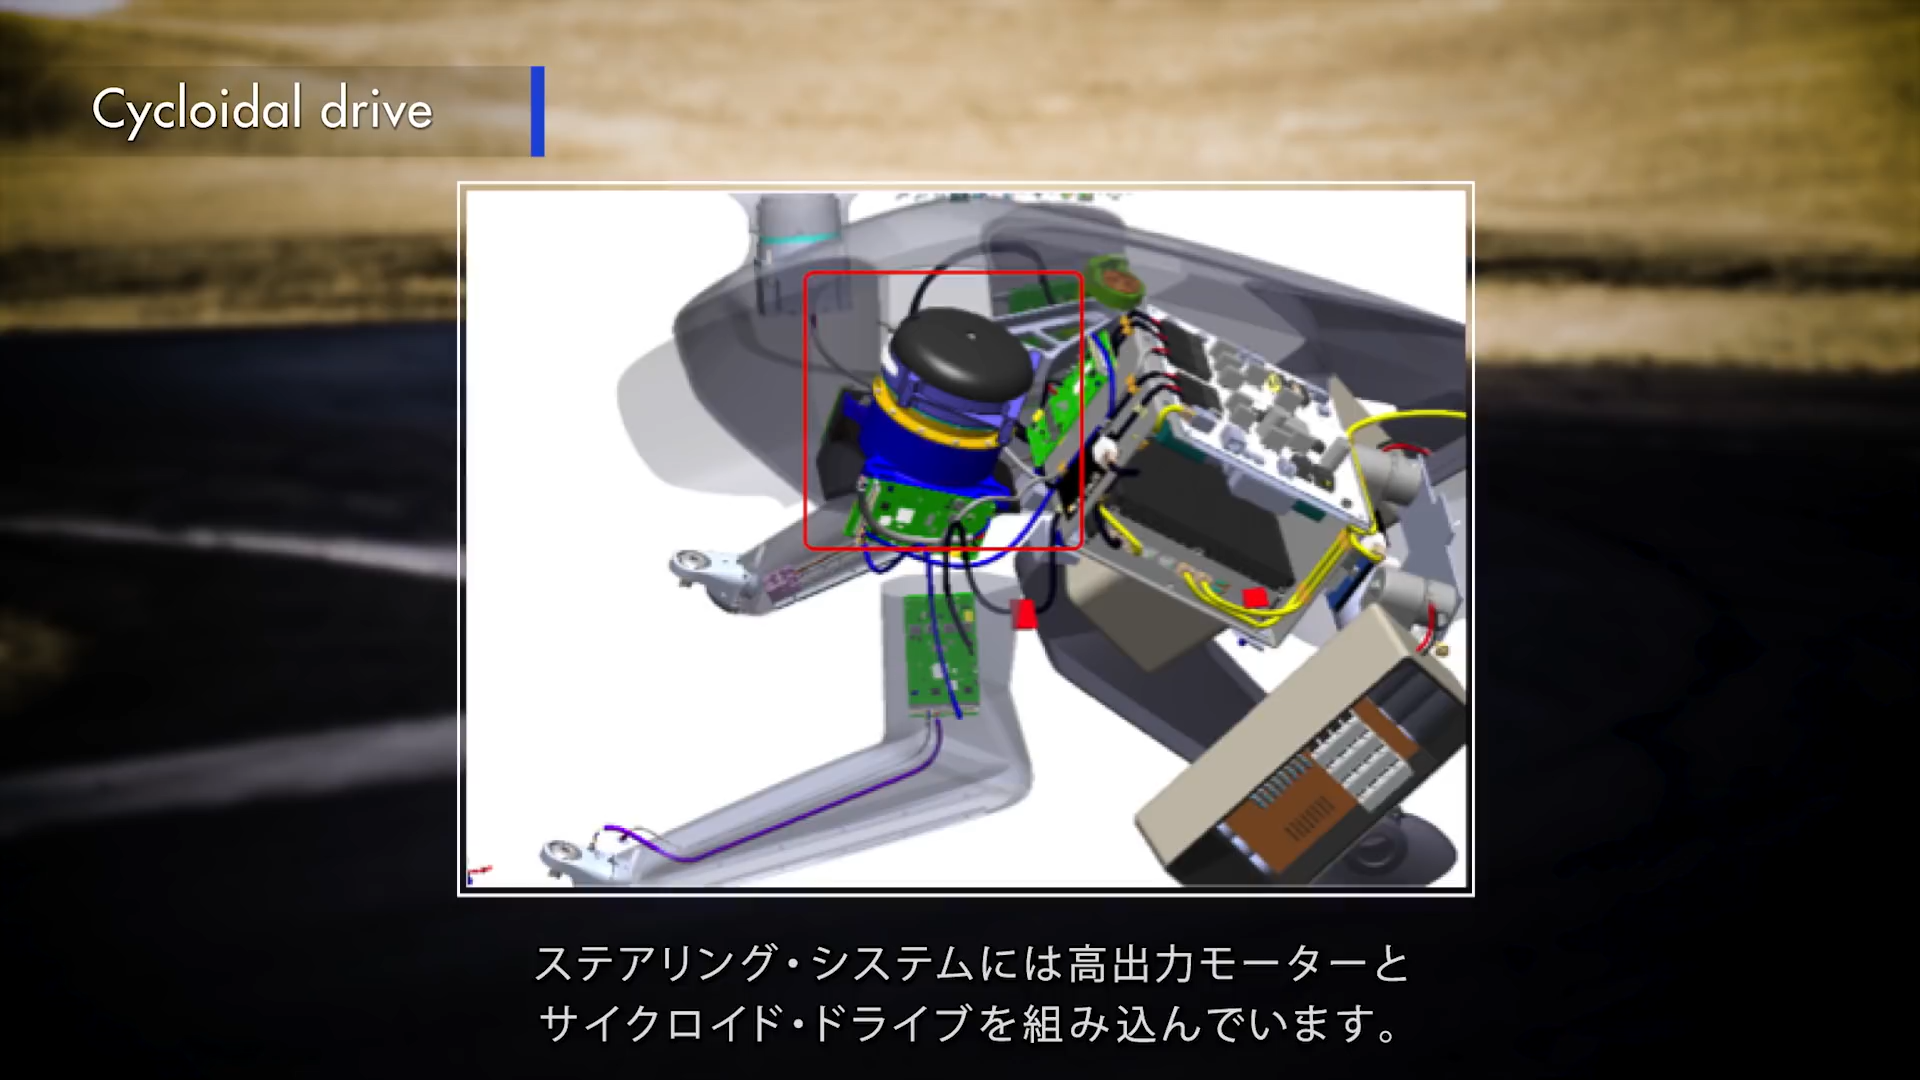 Cycloidal drive
ステアリング・システムには高出力モーターと
サイクロイド・ドライブを組み込んでいます。